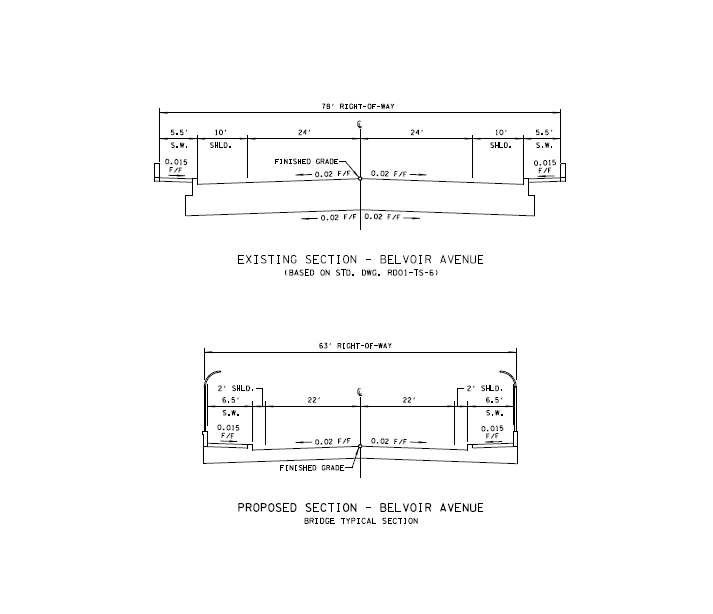 78' RIGHT-OF-WAY
℄
5.5' 10' 24' 24' 10' 5.5'
S.W. SHLD. SHLD. S.W.
0.015 F/F
FINISHED GRADE
0.015 F/F
0.02 F/F 0.02 F/F
0.02 F/F 0.02 F/F
EXISTING SECTION - BELVOIR AVENUE
(BASED ON STD. DWG. RD01-TS-6)
63' RIGHT-OF-WAY
℄
2' SHLD. 2' SHLD.
6.5' 22' 22' 6.5'
S.W. S.W.
0.015 F/F
0.015 F/F
0.02 F/F 0.02 F/F
FINISHED GRADE
PROPOSED SECTION - BELVOIR AVENUE
BRIDGE TYPICAL SECTION